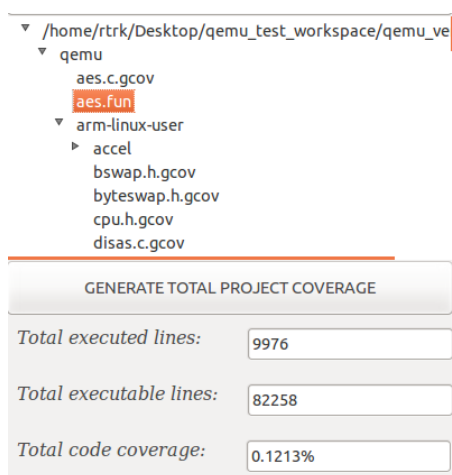 /home/rtrk/Desktop/qemu_test_workspace/qemu_ve
qemu
aes.c.gcov
aes.fun
arm-linux-user
accel
bswap.h.gcov
byteswap.h.gcov
cpu.h.gcov
disas.c.gcov
GENERATE TOTAL PROJECT COVERAGE
Total executed lines: 9976
Total executable lines: 82258
Total code coverage: 0.1213%